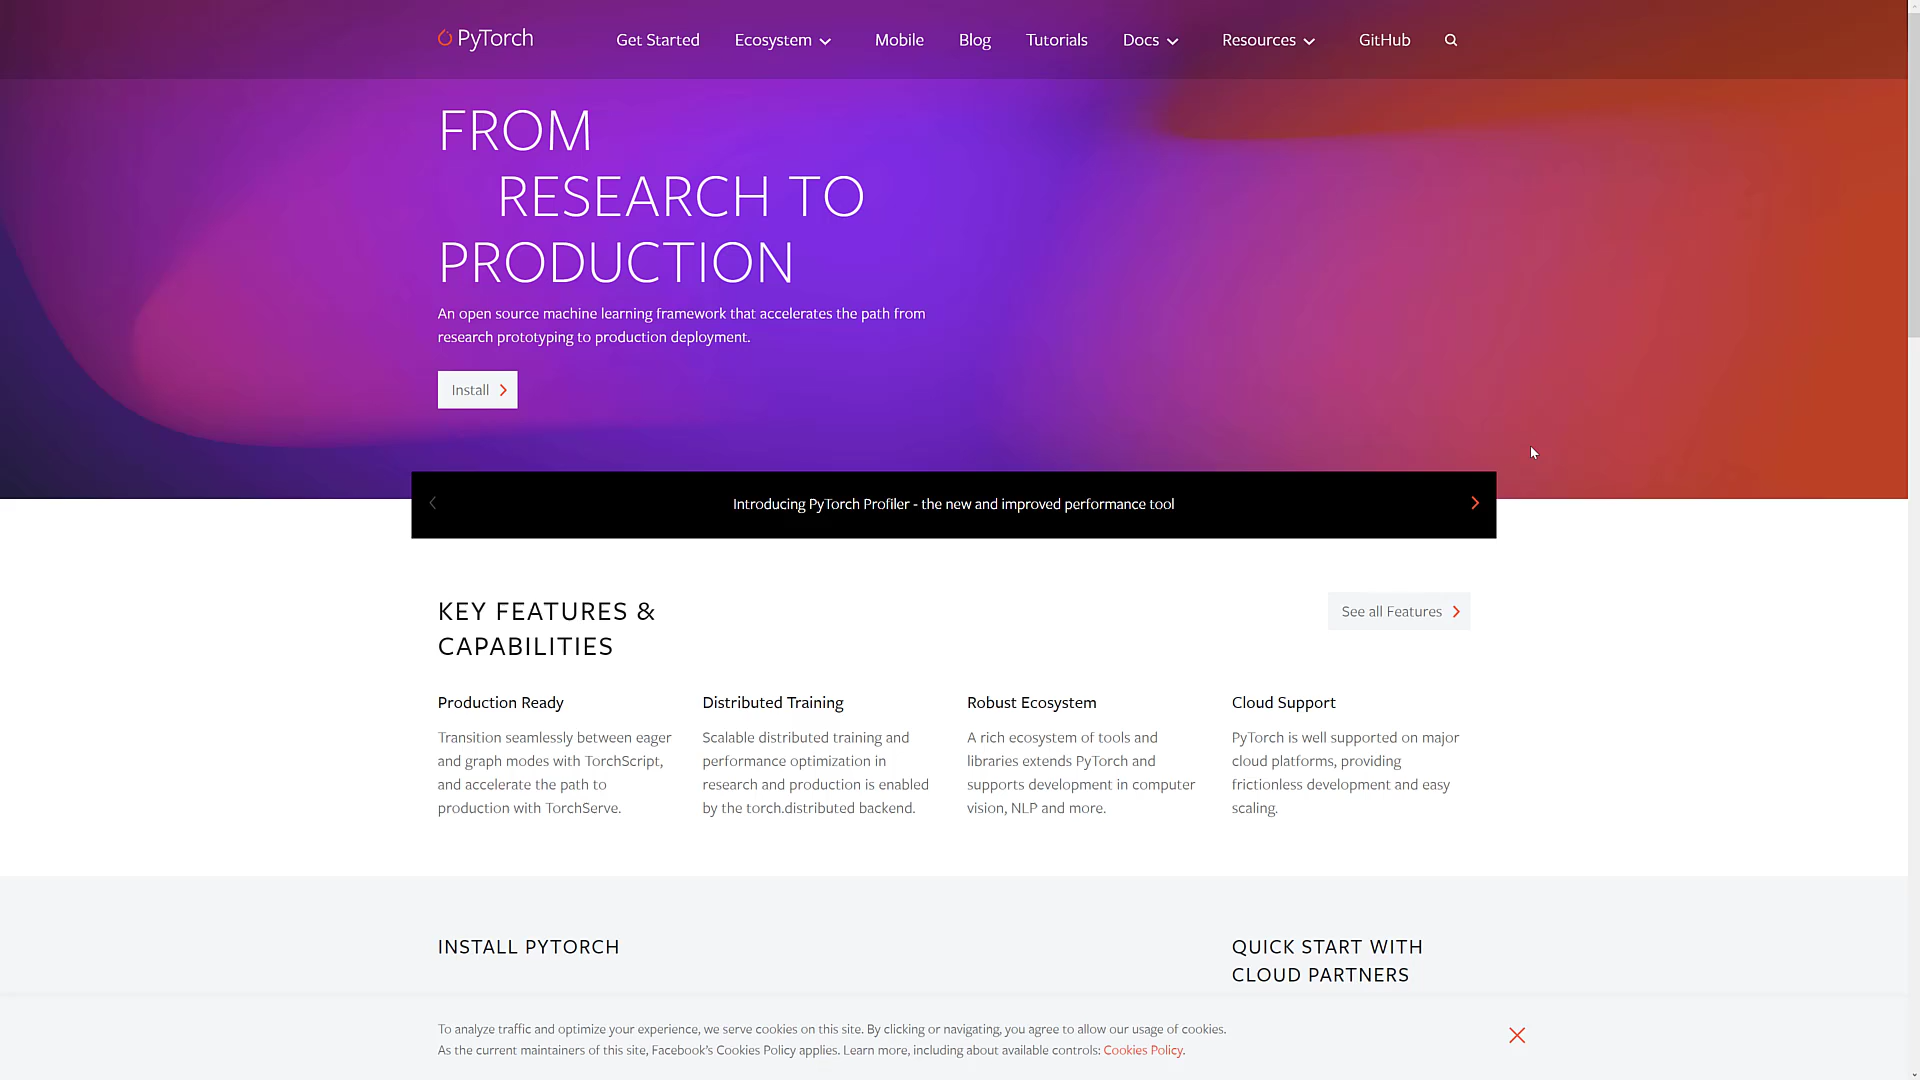 PyTorch
Get Started Ecosystem Mobile Blog Tutorials Docs Resources GitHub
FROM
RESEARCH TO
PRODUCTION
An open source machine learning framework that accelerates the path from
research prototyping to production deployment.
Install
Introducing PyTorch Profiler - the new and improved performance tool
KEY FEATURES &
CAPABILITIES
See all Features
Production Ready
Transition seamlessly between eager
and graph modes with TorchScript,
and accelerate the path to
production with TorchServe.
Distributed Training
Scalable distributed training and
performance optimization in
research and production is enabled
by the torch.distributed backend.
Robust Ecosystem
A rich ecosystem of tools and
libraries extends PyTorch and
supports development in computer
vision, NLP and more.
Cloud Support
PyTorch is well supported on major
cloud platforms, providing
frictionless development and easy
scaling.
INSTALL PYTORCH
QUICK START WITH
CLOUD PARTNERS
To analyze traffic and optimize your experience, we serve cookies on this site. By clicking or navigating, you agree to allow our usage of cookies.
As the current maintainers of this site, Facebook's Cookies Policy applies. Learn more, including about available controls: Cookies Policy.